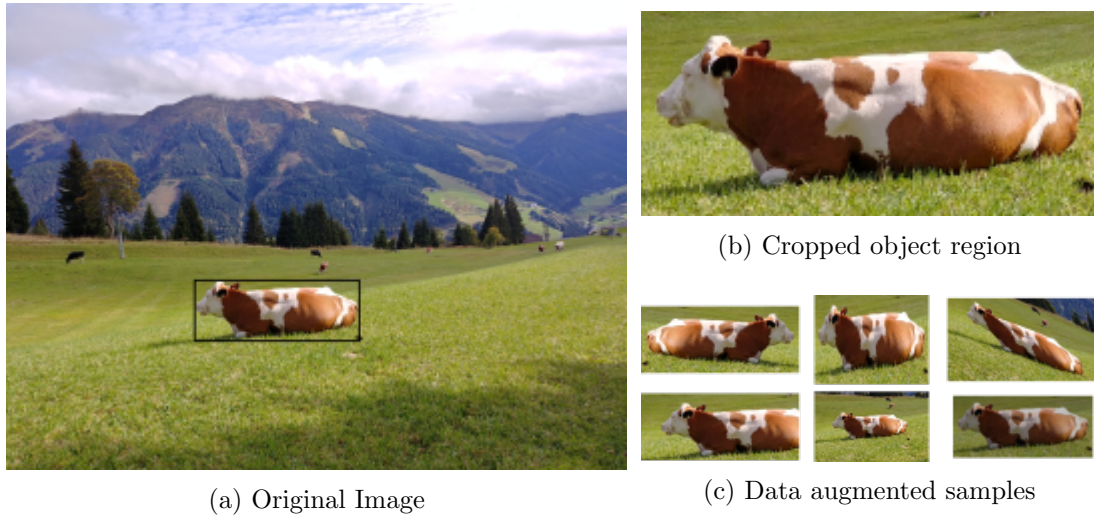 (a) Original Image
(b) Cropped object region
(c) Data augmented samples